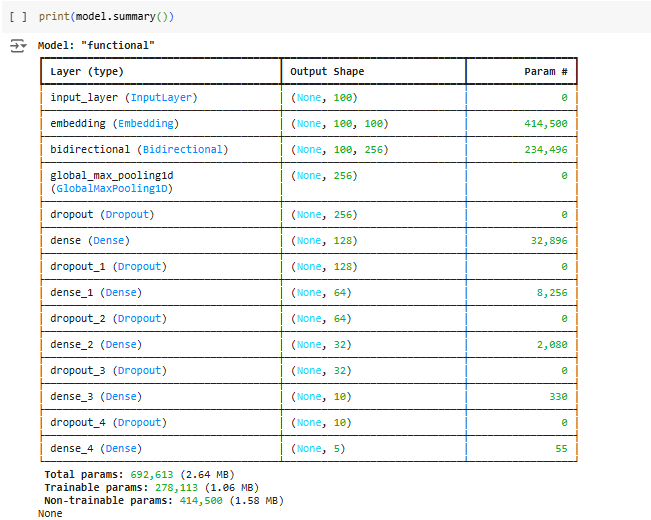 [ ] print(model.summary())
Model: "functional"
Layer (type) Output Shape Param #
input_layer (InputLayer) (None, 100) 0
embedding (Embedding) (None, 100, 100) 414,500
bidirectional (Bidirectional) (None, 100, 256) 234,496
global_max_pooling1d (None, 256) 0
(GlobalMaxPooling1D)
dropout (Dropout) (None, 256) 0
dense (Dense) (None, 128) 32,896
dropout_1 (Dropout) (None, 128) 0
dense_1 (Dense) (None, 64) 8,256
dropout_2 (Dropout) (None, 64) 0
dense_2 (Dense) (None, 32) 2,080
dropout_3 (Dropout) (None, 32) 0
dense_3 (Dense) (None, 10) 330
dropout_4 (Dropout) (None, 10) 0
dense_4 (Dense) (None, 5) 55
Total params: 692,613 (2.64 MB)
Trainable params: 278,113 (1.06 MB)
Non-trainable params: 414,500 (1.58 MB)
None